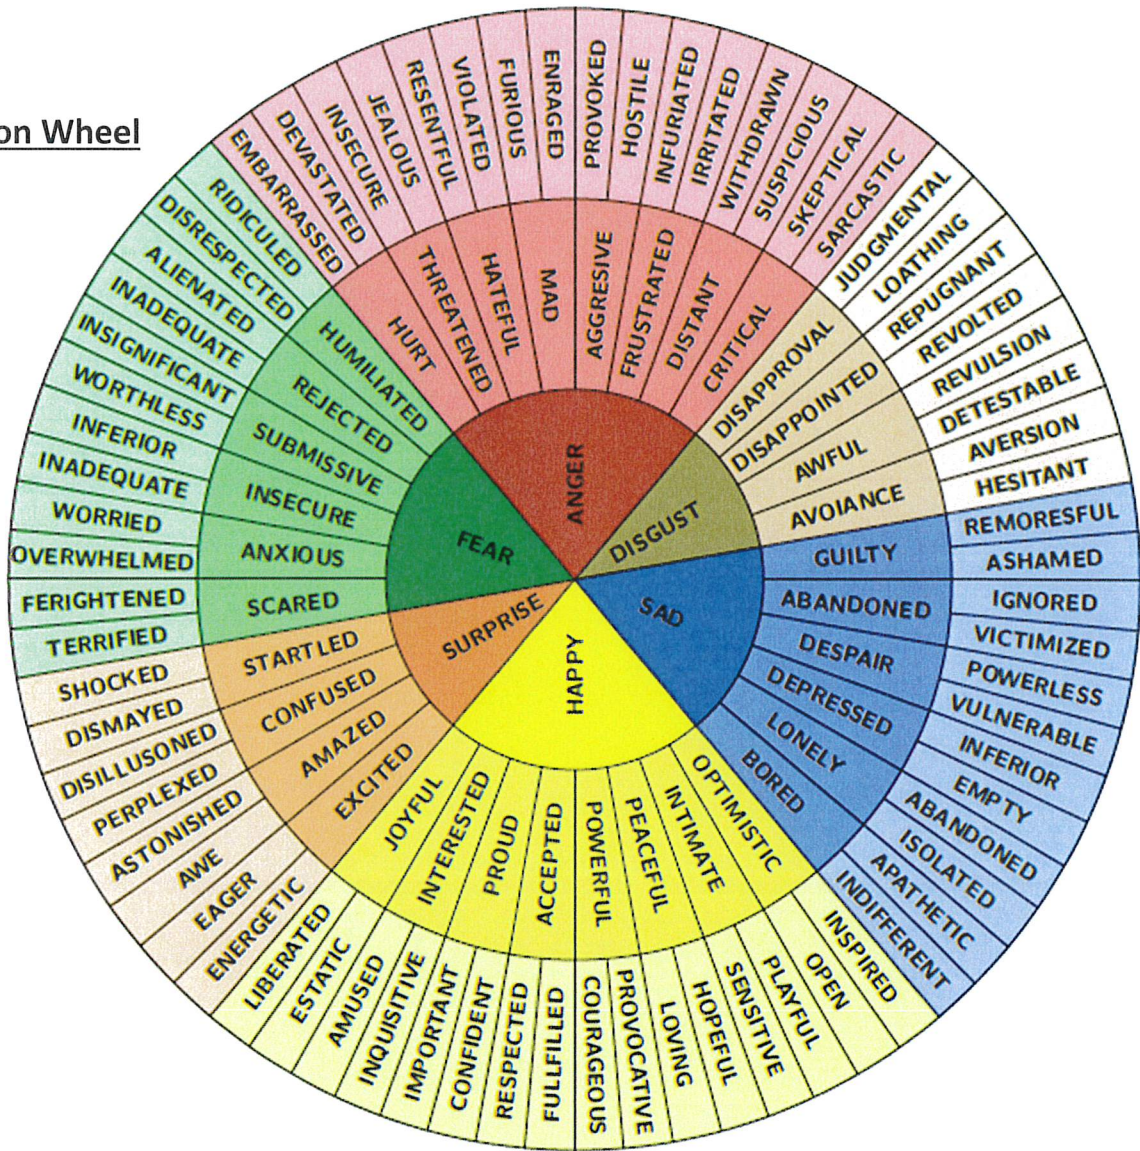 on Wheel
ANGER
DISGUST
SAD
HAPPY
SURPRISE
FEAR
HURT
THREATENED
HATEFUL
MAD
AGGRESIVE
FRUSTRATED
DISTANT
CRITICAL
DISAPPROVAL
DISAPPOINTED
AWFUL
AVOIANCE
GUILTY
ABANDONED
DESPAIR
DEPRESSED
LONELY
BORED
OPTIMISTIC
INTIMATE
PEACEFUL
POWERFUL
ACCEPTED
PROUD
INTERESTED
JOYFUL
EXCITED
AMAZED
CONFUSED
STARTLED
SCARED
ANXIOUS
INSECURE
SUBMISSIVE
REJECTED
HUMILIATED
EMBARRASSED
DEVASTATED
INSECURE
JEALOUS
RESENTFUL
VIOLATED
FURIOUS
ENRAGED
PROVOKED
HOSTILE
INFURIATED
IRRITATED
WITHDRAWN
SUSPICIOUS
SKEPTICAL
SARCASTIC
JUDGMENTAL
LOATHING
REPUGNANT
REVOLTED
REVULSION
DETESTABLE
AVERSION
HESITANT
REMORESFUL
ASHAMED
IGNORED
VICTIMIZED
POWERLESS
VULNERABLE
INFERIOR
EMPTY
ABANDONED
ISOLATED
APATHETIC
INDIFFERENT
INSPIRED
OPEN
PLAYFUL
SENSITIVE
HOPEFUL
LOVING
PROVOCATIVE
COURAGEOUS
FULLFILLED
RESPECTED
CONFIDENT
IMPORTANT
INQUISITIVE
AMUSED
ESTATIC
LIBERATED
ENERGETIC
EAGER
AWE
ASTONISHED
PERPLEXED
DISILLUSONED
DISMAYED
SHOCKED
TERRIFIED
FERIGHTENED
OVERWHELMED
WORRIED
INADEQUATE
INFERIOR
WORTHLESS
INSIGNIFICANT
INADEQUATE
ALIENATED
DISRESPECTED
RIDICULED